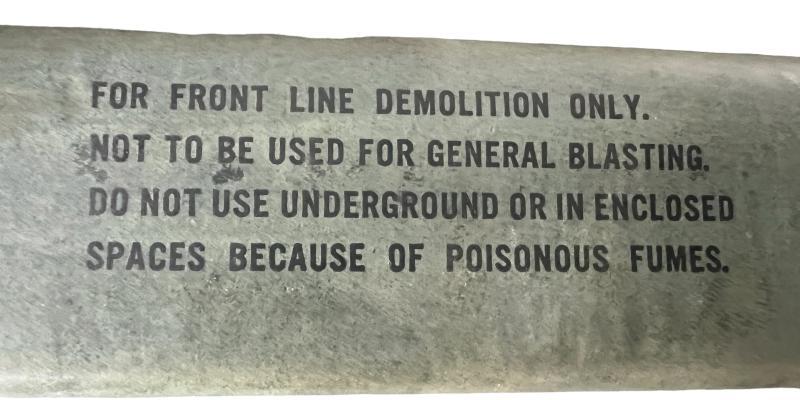 FOR FRONT LINE DEMOLITION ONLY.
NOT TO BE USED FOR GENERAL BLASTING.
DO NOT USE UNDERGROUND OR IN ENCLOSED
SPACES BECAUSE OF POISONOUS FUMES.